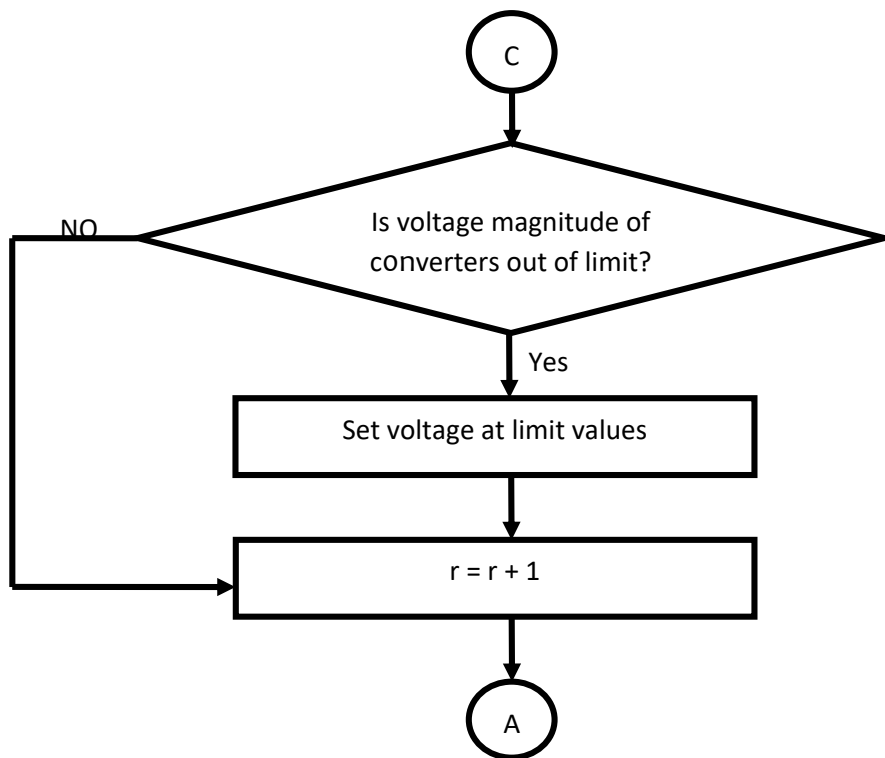 C
Is voltage magnitude of
converters out of limit?
NO
Yes
Set voltage at limit values
r = r + 1
A